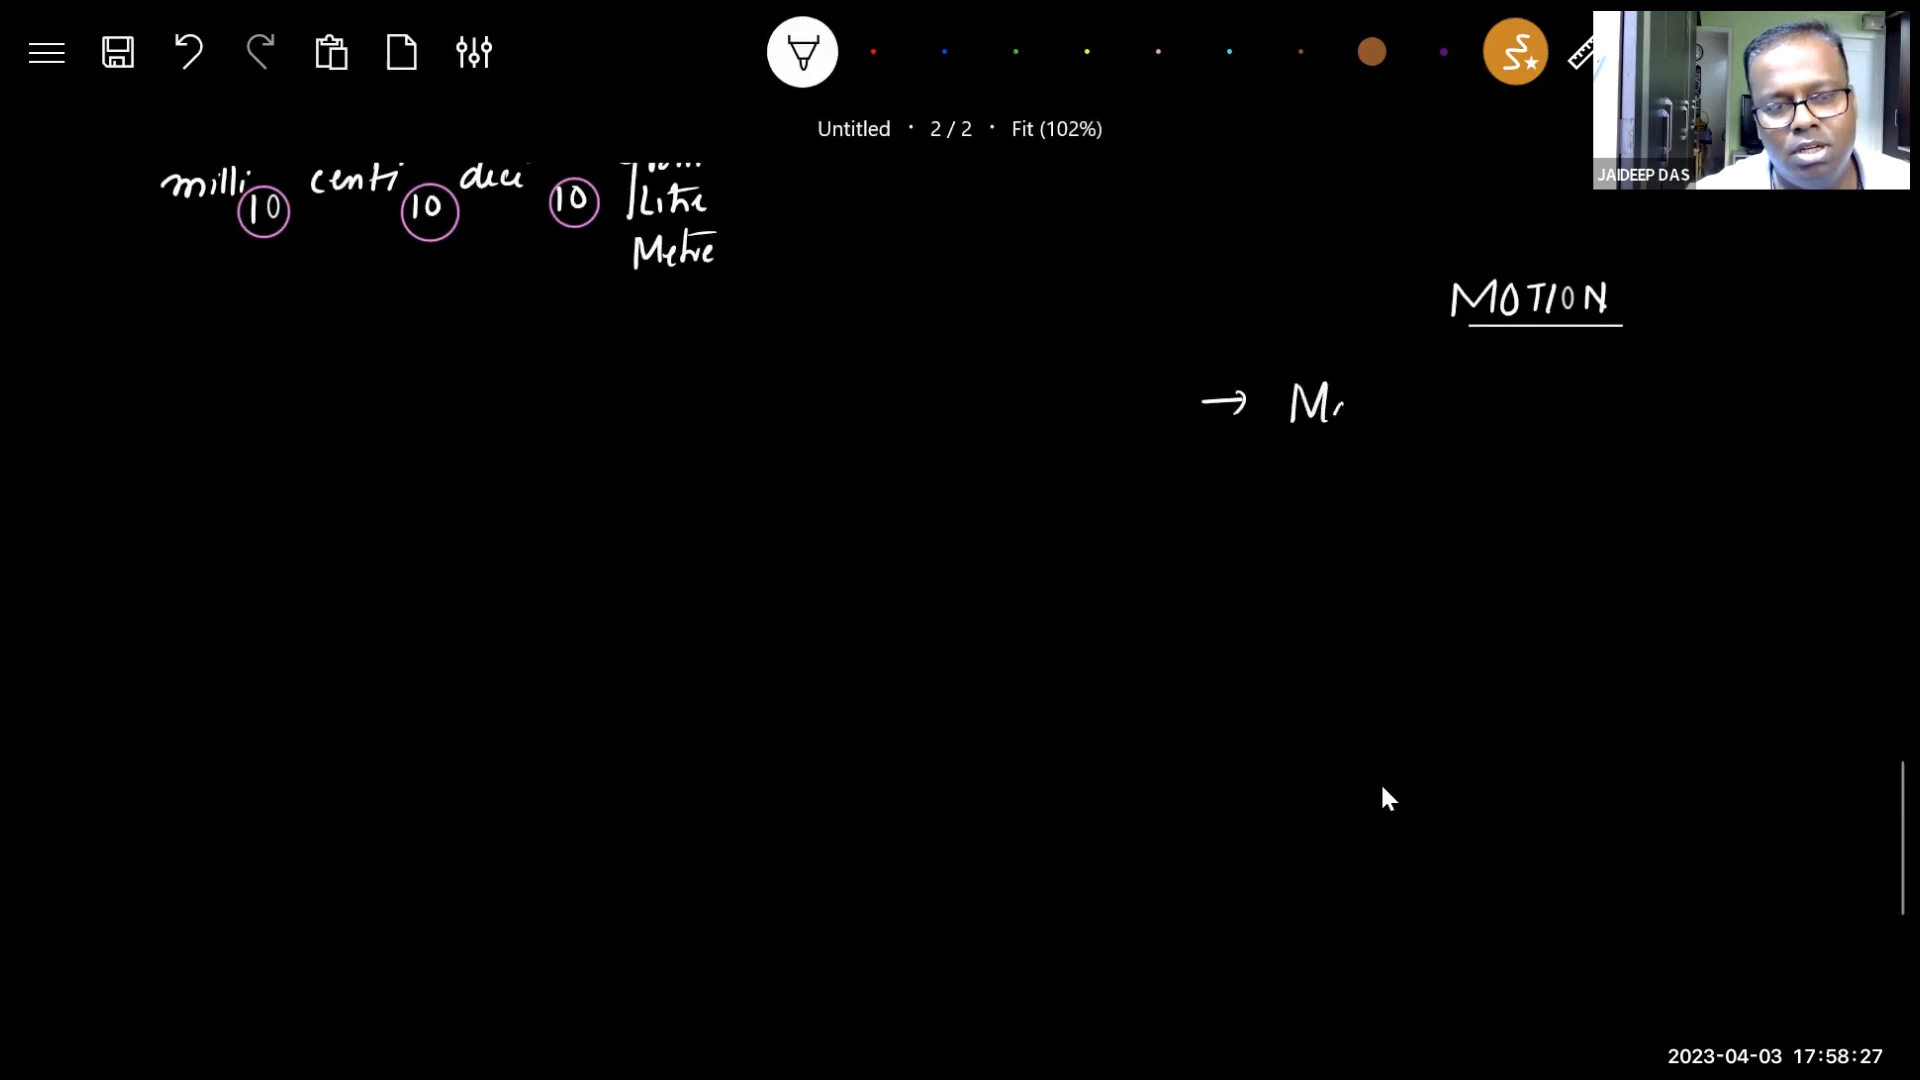 Untitled · 2 / 2 · Fit (102%)
JAIDEEP DAS
milli 10 centi 10 deci 10
Litre
Metre
MOTION
→ M
2023-04-03 17:58:27